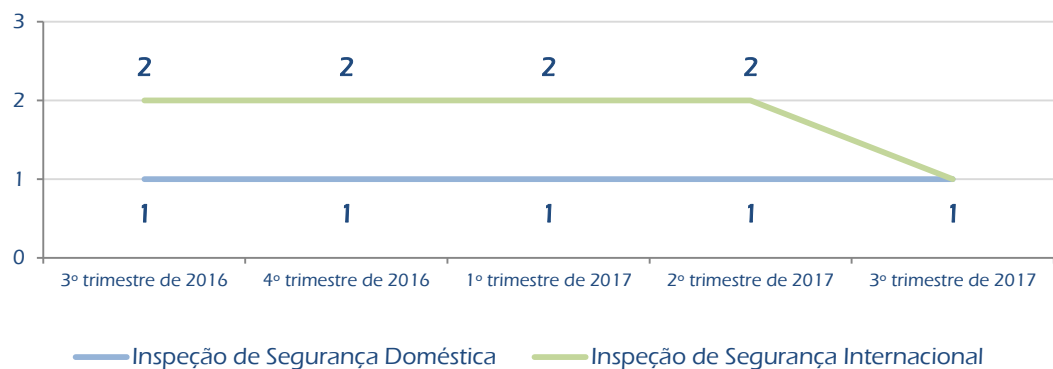 3
2 2 2 2
2
1
1 1 1 1 1
0
3º trimestre de 2016 4º trimestre de 2016 1º trimestre de 2017 2º trimestre de 2017 3º trimestre de 2017
Inspeção de Segurança Doméstica Inspeção de Segurança Internacional